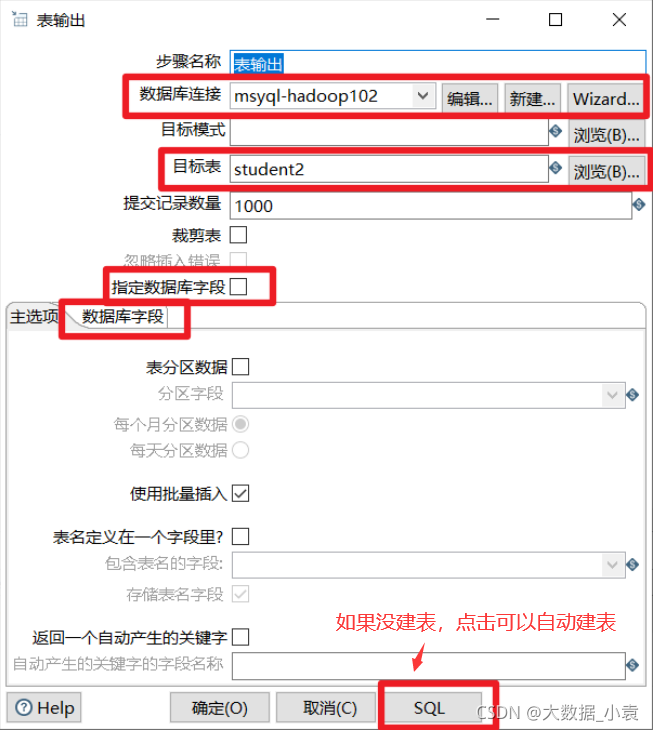 表输出
步骤名称 表输出
数据库连接 msyql-hadoop102 编辑... 新建... Wizard...
目标模式 浏览(B)...
目标表 student2 浏览(B)...
提交记录数量 1000
裁剪表
忽略插入错误
指定数据库字段
主选项 数据库字段
表分区数据
分区字段
每个月分区数据
每天分区数据
使用批量插入
表名定义在一个字段里?
包含表名的字段:
存储表名字段
如果没建表，点击可以自动建表
返回一个自动产生的关键字
自动产生的关键字的字段名称
Help 确定(O) 取消(C) SQL
CSDN @大数据_小袁